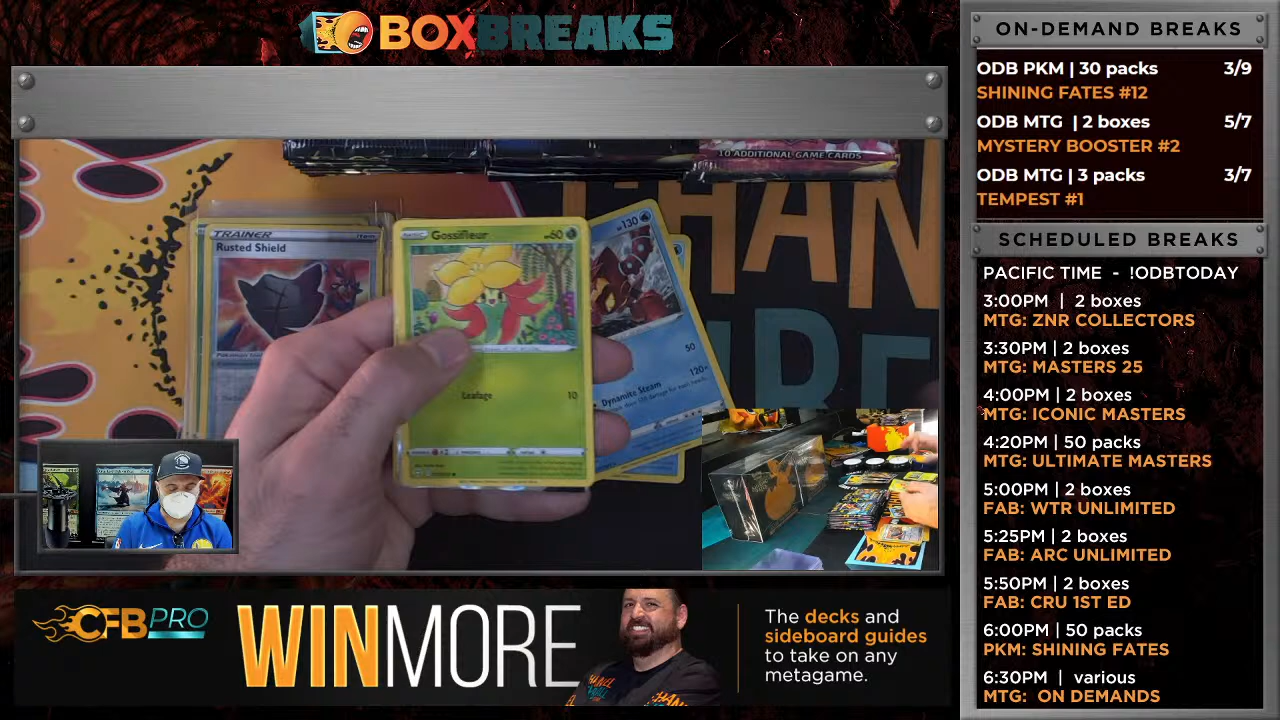 BOXBREAKS
ON-DEMAND BREAKS
ODB PKM | 30 packs 3/9
SHINING FATES #12
ODB MTG | 2 boxes 5/7
MYSTERY BOOSTER #2
ODB MTG | 3 packs 3/7
TEMPEST #1
SCHEDULED BREAKS
PACIFIC TIME - !ODBTODAY
3:00PM | 2 boxes
MTG: ZNR COLLECTORS
3:30PM | 2 boxes
MTG: MASTERS 25
4:00PM | 2 boxes
MTG: ICONIC MASTERS
4:20PM | 50 packs
MTG: ULTIMATE MASTERS
5:00PM | 2 boxes
FAB: WTR UNLIMITED
5:25PM | 2 boxes
FAB: ARC UNLIMITED
5:50PM | 2 boxes
FAB: CRU 1ST ED
6:00PM | 50 packs
PKM: SHINING FATES
6:30PM | various
MTG: ON DEMANDS
10 ADDITIONAL GAME CARDS
TRAINER Item
Rusted Shield
Gossifleur 60
Leafage 10
130
50
Dynamite Steam 120+
CFBPRO
WINMORE
The decks and
sideboard guides
to take on any
metagame.